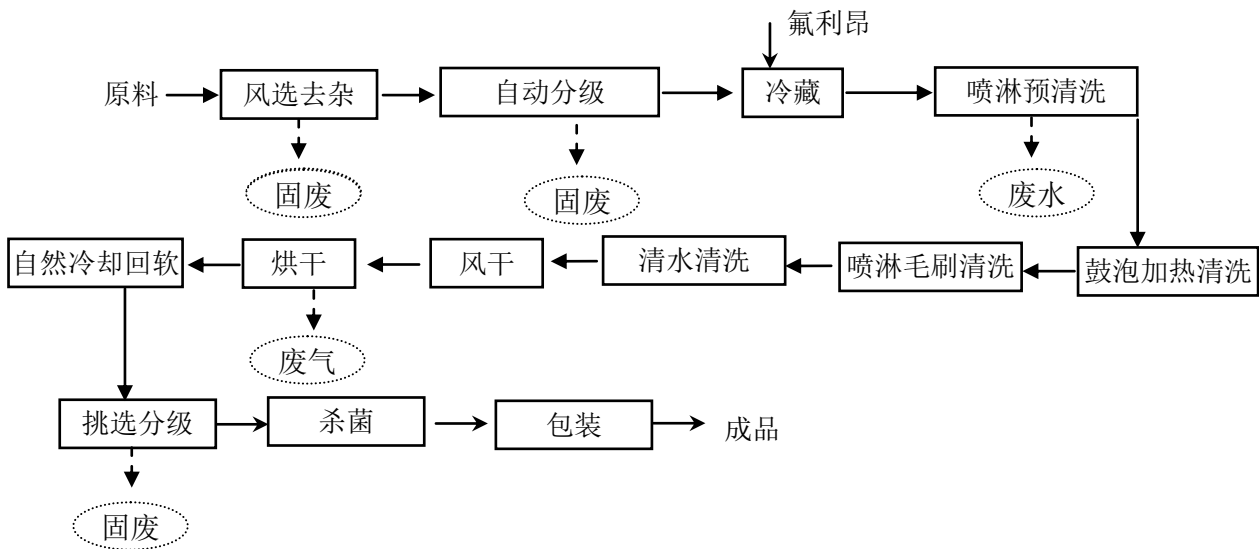 氟利昂
原料
风选去杂
自动分级
冷藏
喷淋预清洗
固废
固废
废水
自然冷却回软
烘干
风干
清水清洗
喷淋毛刷清洗
鼓泡加热清洗
废气
挑选分级
杀菌
包装
成品
固废